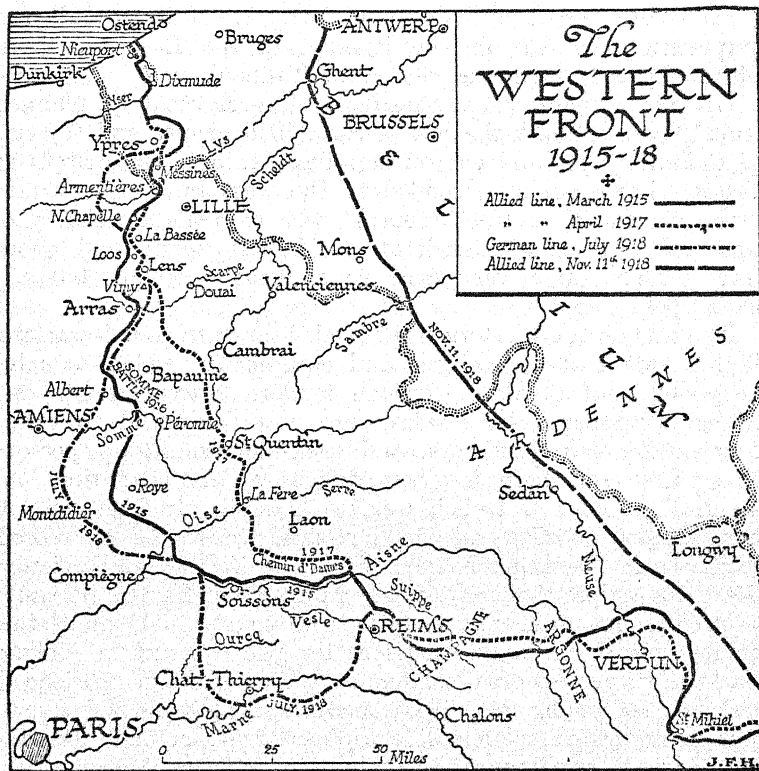 The
WESTERN
FRONT
1915-18
Allied line, March 1915
" " April 1917
German line, July 1918
Allied line, Nov. 11th 1918
Ostend
Bruges
ANTWERP
Nieuport
Dunkirk
Dixmude
Ghent
Yser
BRUSSELS
Ypres
Lys
Scheldt
BELGIUM
Messines
Armentières
LILLE
N. Chapelle
La Bassée
Loos
Mons
Lens
Scarpe
Vimy
Douai
Valenciennes
Arras
Sambre
NOV. 11, 1918
Cambrai
SOMME
BATTLE 1916
Bapaume
Albert
ARDENNES
AMIENS
Somme
Péronne
St Quentin
1917
July
1918
Roye
1915
La Fère
Serre
Sedan
Montdidier
Oise
Laon
Longwy
1917
Chemin d'Dames
Aisne
Meuse
Compiègne
1915
Soissons
Suippe
Vesle
REIMS
CHAMPAGNE
ARGONNE
Ourcq
VERDUN
Chat.-Thierry
JULY, 1918
Marne
Chalons
St Mihiel
PARIS
0 25 50
Miles
J.F.H.